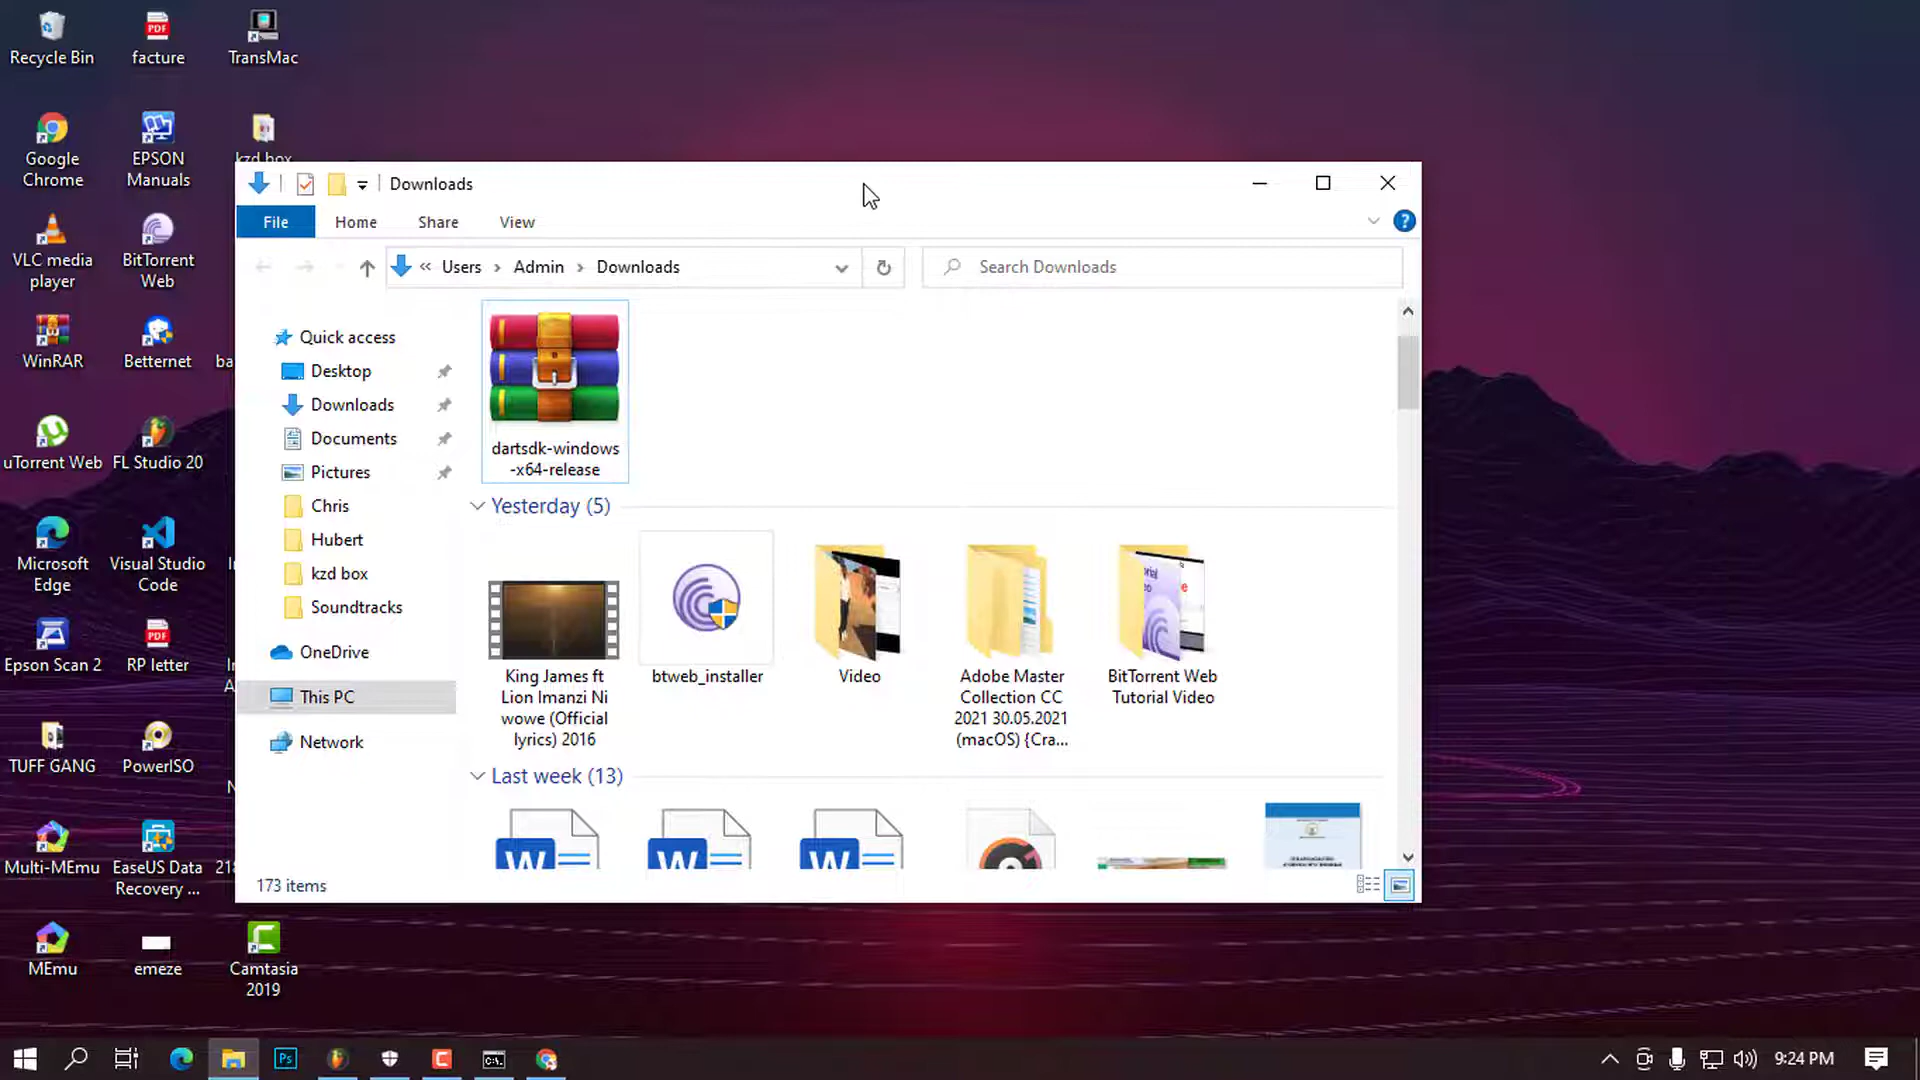 Recycle Bin
facture
TransMac
Google
Chrome
EPSON
Manuals
kzd box
VLC media
player
BitTorrent
Web
WinRAR
Betternet
ba
uTorrent Web
FL Studio 20
Microsoft
Edge
Visual Studio
Code
Epson Scan 2
RP letter
TUFF GANG
PowerISO
Multi-MEmu
EaseUS Data
Recovery ...
218
MEmu
emeze
Camtasia
2019
Downloads
File
Home
Share
View
« Users › Admin › Downloads
Search Downloads
Quick access
Desktop
Downloads
Documents
Pictures
Chris
Hubert
kzd box
Soundtracks
OneDrive
This PC
Network
dartsdk-windows
-x64-release
Yesterday (5)
King James ft
Lion Imanzi Ni
wowe (Official
lyrics) 2016
btweb_installer
Video
Adobe Master
Collection CC
2021 30.05.2021
(macOS) {Cra...
BitTorrent Web
Tutorial Video
Last week (13)
173 items
9:24 PM